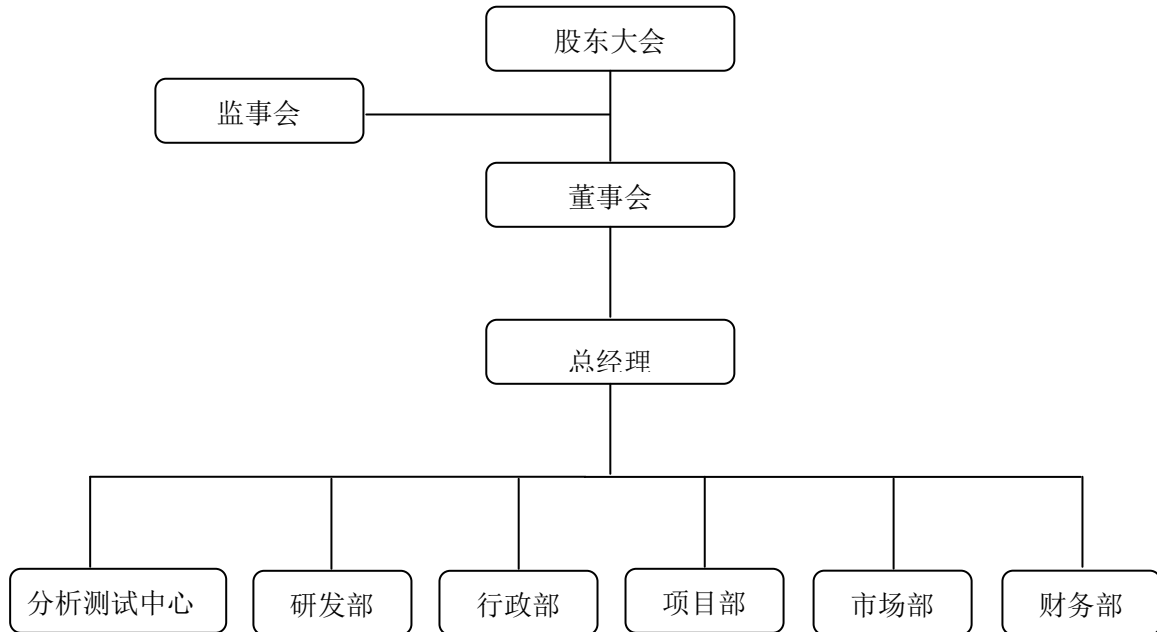 股东大会
监事会
董事会
总经理
分析测试中心
研发部
行政部
项目部
市场部
财务部